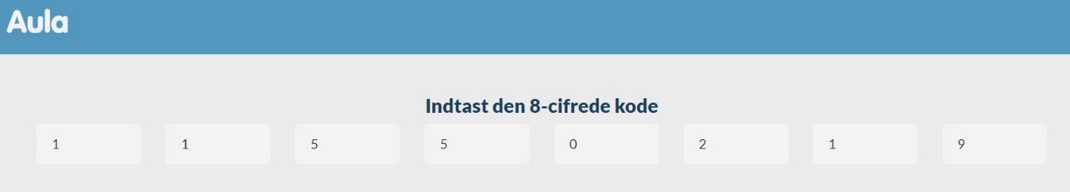 Aula
Indtast den 8-cifrede kode
1 1 5 5 0 2 1 9